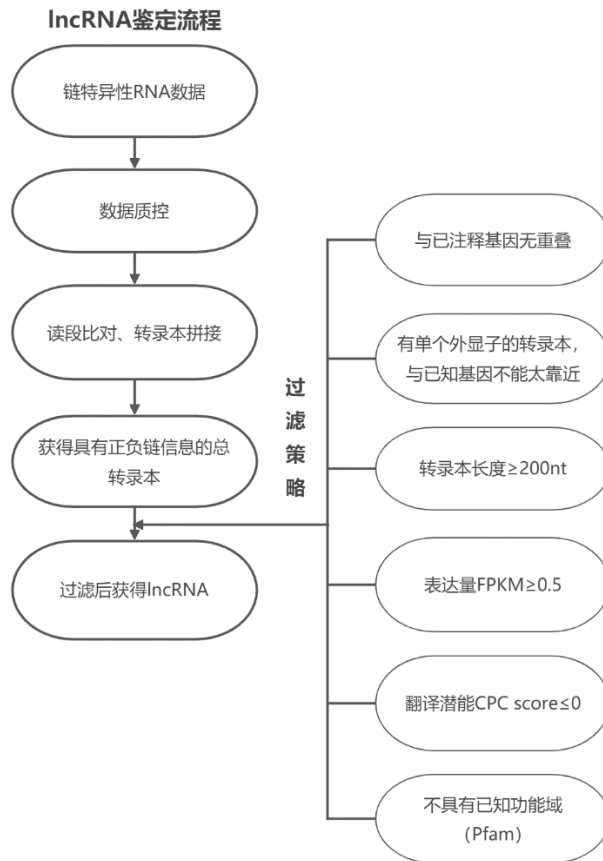 lncRNA鉴定流程
链特异性RNA数据
数据质控
读段比对、转录本拼接
获得具有正负链信息的总
转录本
过滤后获得lncRNA
过
滤
策
略
与已注释基因无重叠
有单个外显子的转录本,
与已知基因不能太靠近
转录本长度≥200nt
表达量FPKM≥0.5
翻译潜能CPC score≤0
不具有已知功能域
（Pfam）